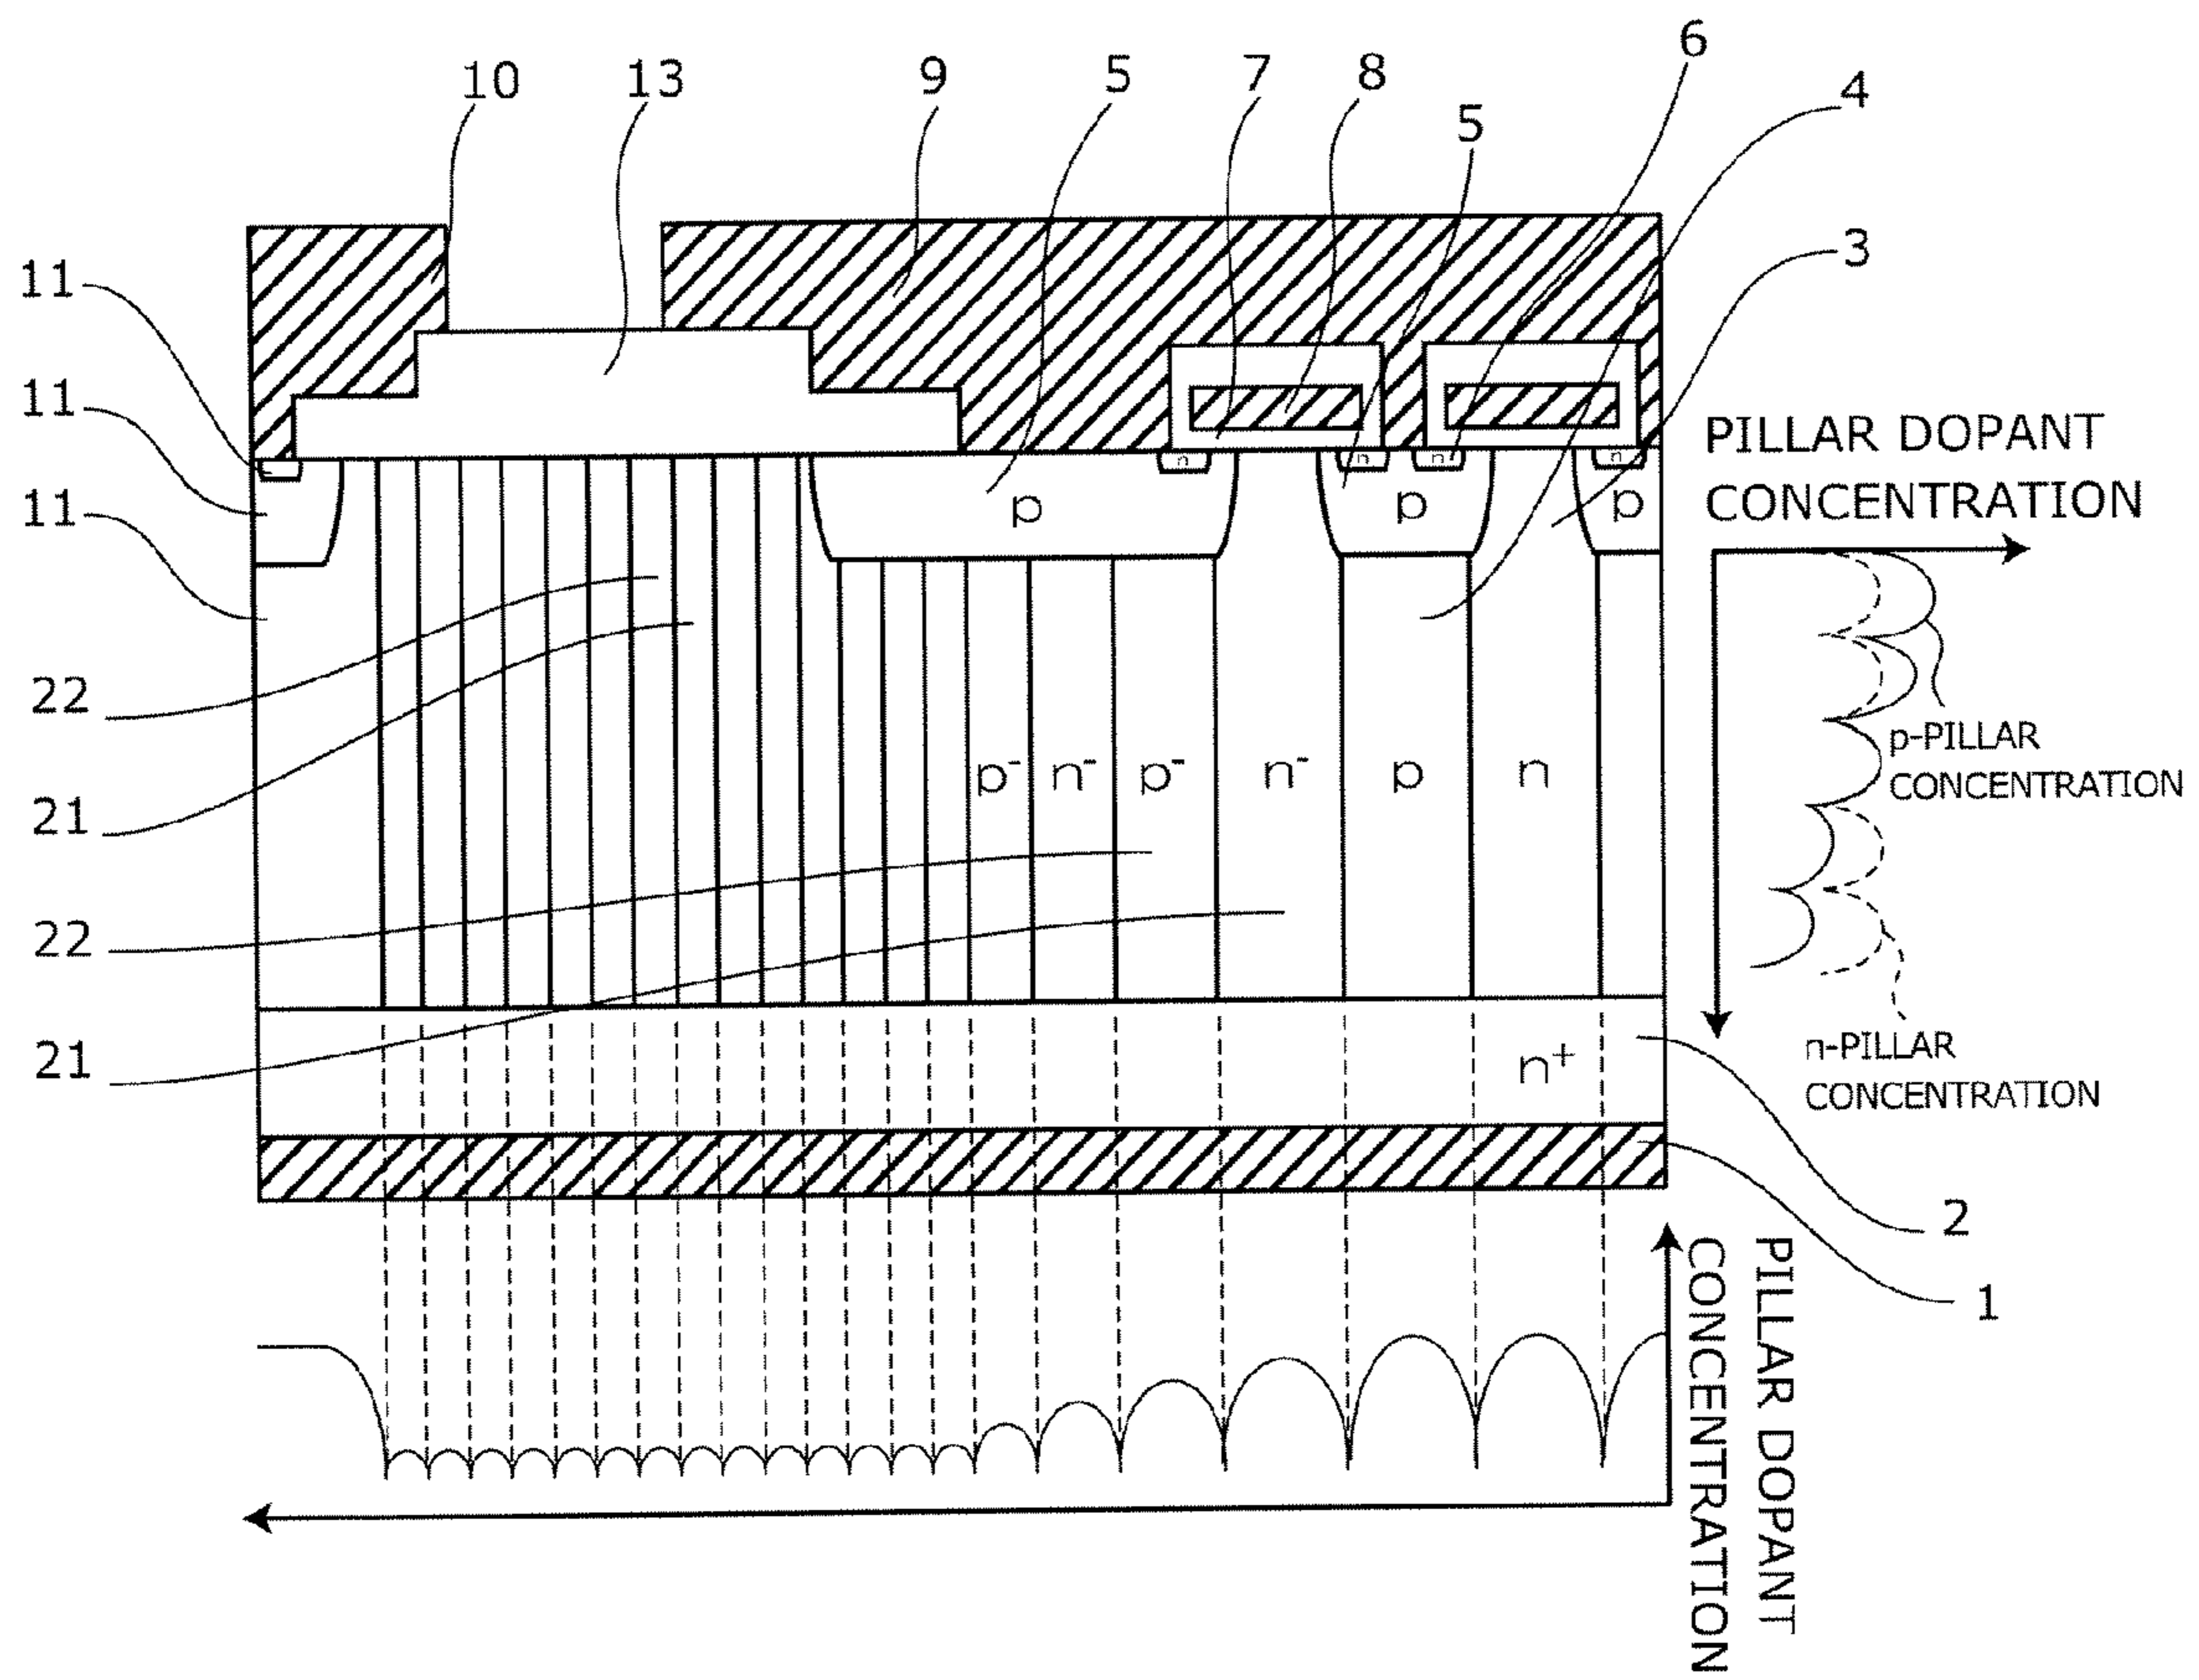 6
10
13
9
5
7
8
4
5
3
11
11
11
n
n
n
n
p
p
p
PILLAR DOPANT
CONCENTRATION
22
21
p⁻
n⁻
p⁻
n⁻
p
n
p-PILLAR
CONCENTRATION
22
21
n⁺
n-PILLAR
CONCENTRATION
2
1
PILLAR DOPANT
CONCENTRATION